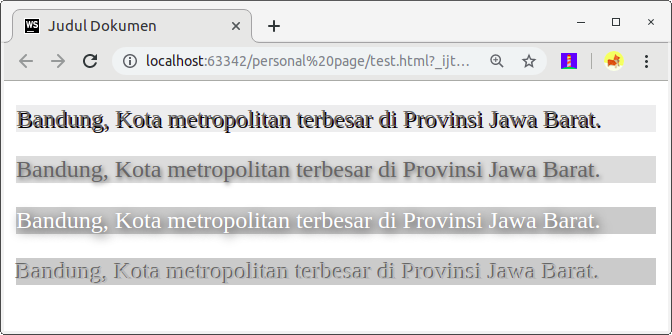 WS
Judul Dokumen
localhost:63342/personal%20page/test.html?_ijt...
Bandung, Kota metropolitan terbesar di Provinsi Jawa Barat.
Bandung, Kota metropolitan terbesar di Provinsi Jawa Barat.
Bandung, Kota metropolitan terbesar di Provinsi Jawa Barat.
Bandung, Kota metropolitan terbesar di Provinsi Jawa Barat.